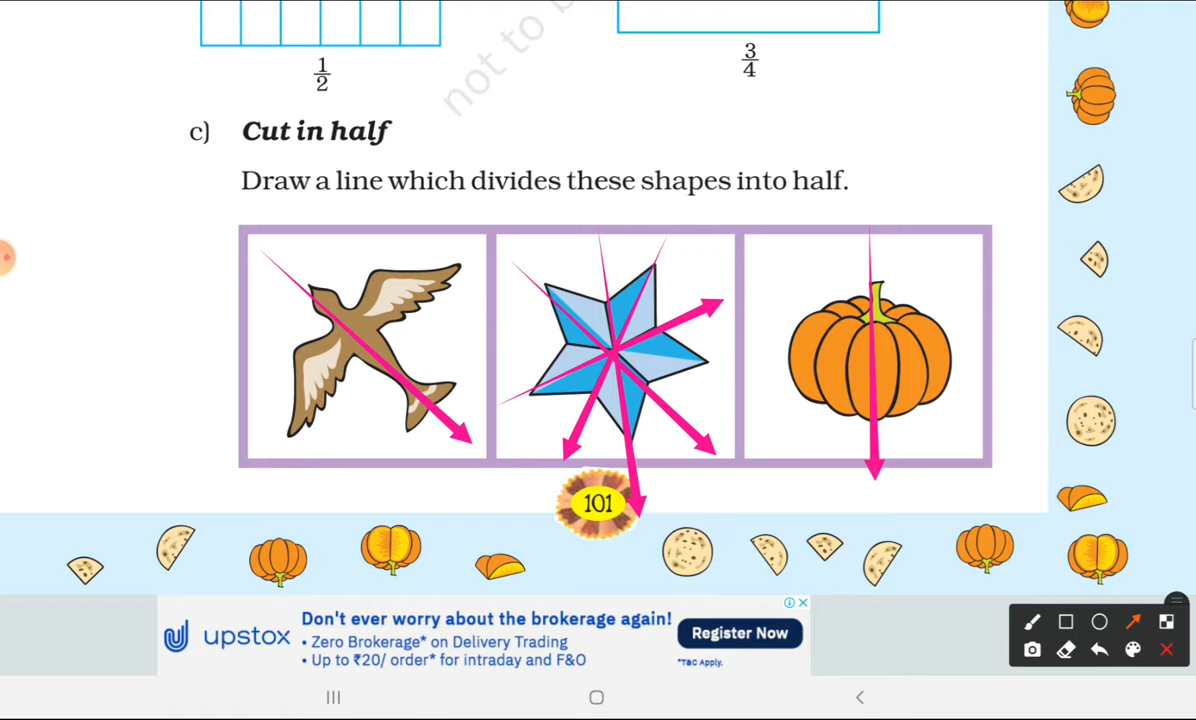 1/2
3/4
not to b
c) Cut in half
Draw a line which divides these shapes into half.
101
upstox
Don't ever worry about the brokerage again!
• Zero Brokerage* on Delivery Trading
• Up to ₹20/ order* for intraday and F&O
Register Now
*T&C Apply.